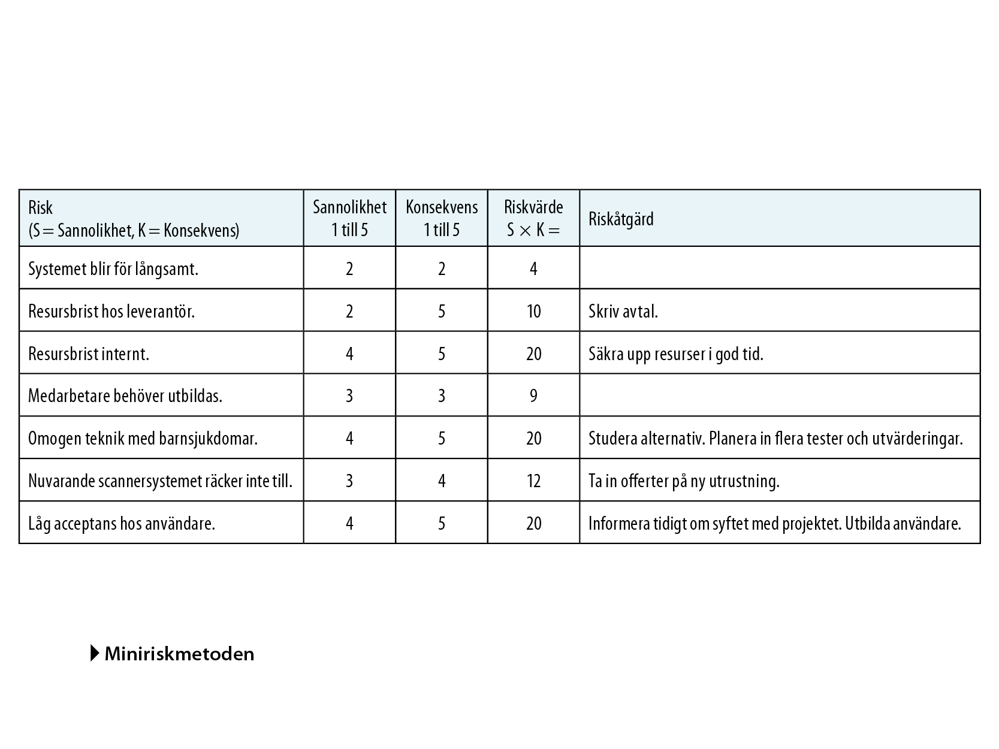 Risk
(S = Sannolikhet, K = Konsekvens)
Sannolikhet
1 till 5
Konsekvens
1 till 5
Riskvärde
S × K =
Riskåtgärd
Systemet blir för långsamt. 2 2 4
Resursbrist hos leverantör. 2 5 10 Skriv avtal.
Resursbrist internt. 4 5 20 Säkra upp resurser i god tid.
Medarbetare behöver utbildas. 3 3 9
Omogen teknik med barnsjukdomar. 4 5 20 Studera alternativ. Planera in flera tester och utvärderingar.
Nuvarande scannersystemet räcker inte till. 3 4 12 Ta in offerter på ny utrustning.
Låg acceptans hos användare. 4 5 20 Informera tidigt om syftet med projektet. Utbilda användare.
Miniriskmetoden